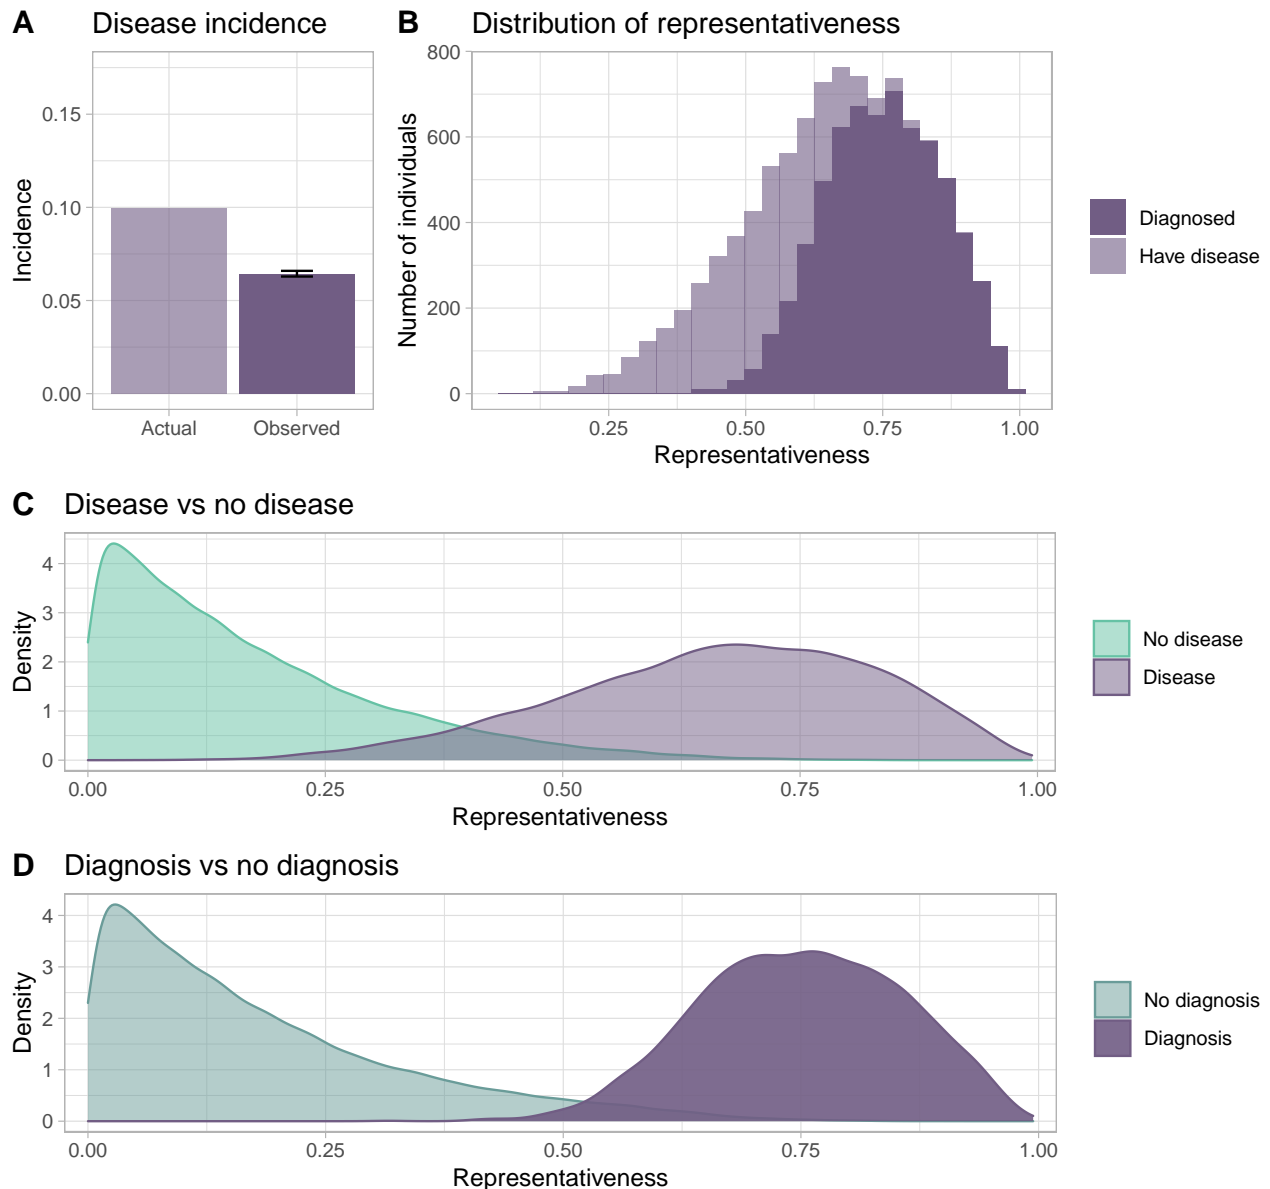 A Disease incidence
Incidence
0.15
0.10
0.05
0.00
Actual Observed
B Distribution of representativeness
Number of individuals
800
600
400
200
0
0.25 0.50 0.75 1.00
Representativeness
Diagnosed
Have disease
C Disease vs no disease
Density
4
3
2
1
0
0.00 0.25 0.50 0.75 1.00
Representativeness
No disease
Disease
D Diagnosis vs no diagnosis
Density
4
3
2
1
0
0.00 0.25 0.50 0.75 1.00
Representativeness
No diagnosis
Diagnosis